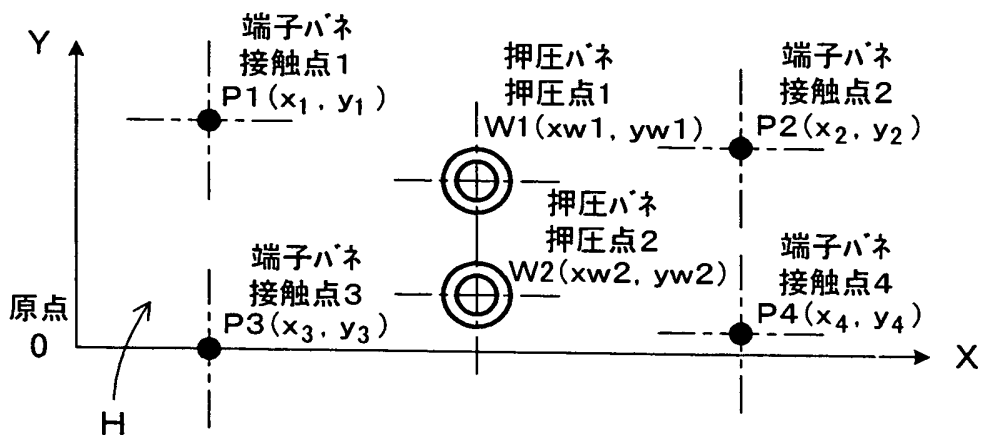 Y
端子バネ
接触点1
P1(x₁, y₁)
押圧バネ
押圧点1
W1(xw1, yw1)
端子バネ
接触点2
P2(x₂, y₂)
押圧バネ
押圧点2
W2(xw2, yw2)
端子バネ
接触点3
P3(x₃, y₃)
端子バネ
接触点4
P4(x₄, y₄)
原点
0
X
H